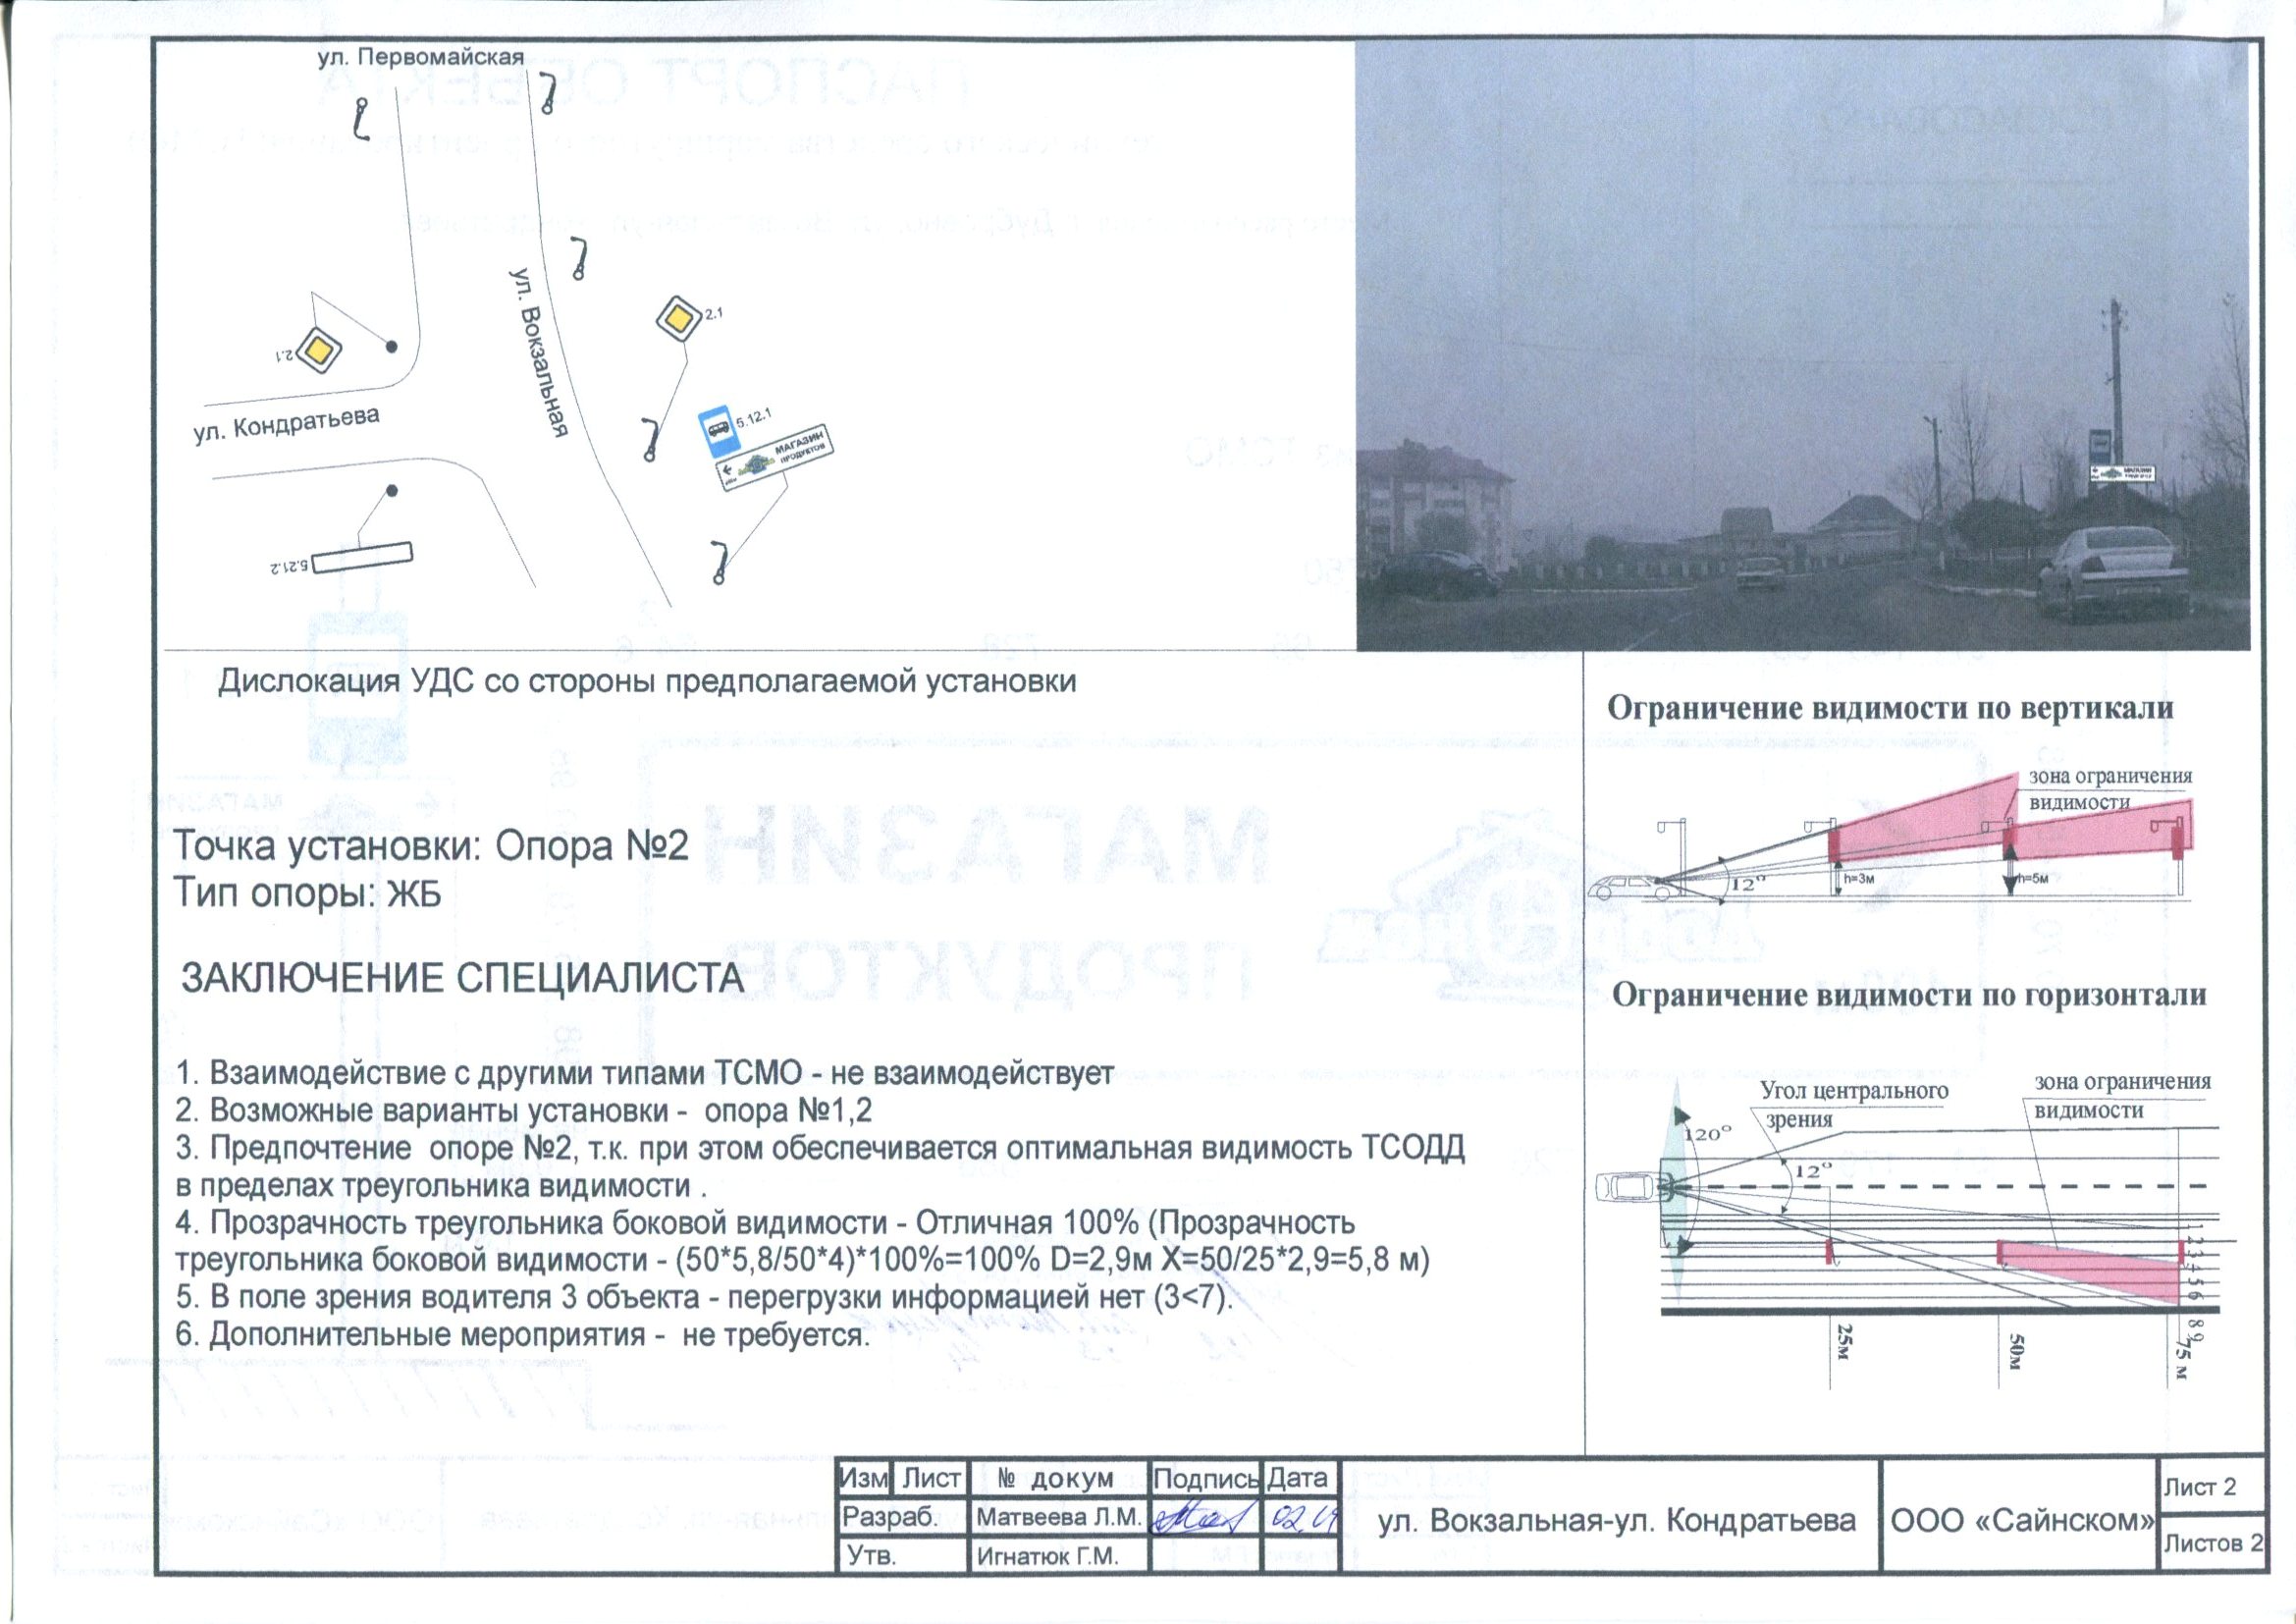 ул. Первомайская
2.1
2.1
ул. Вокзальная
ул. Кондратьева
5.12.1
МАГАЗИН
ПРОДУКТОВ
5.21.2
Дислокация УДС со стороны предполагаемой установки
Точка установки: Опора №2
Тип опоры: ЖБ
ЗАКЛЮЧЕНИЕ СПЕЦИАЛИСТА
1. Взаимодействие с другими типами ТСМО - не взаимодействует
2. Возможные варианты установки - опора №1,2
3. Предпочтение опоре №2, т.к. при этом обеспечивается оптимальная видимость ТСОДД
в пределах треугольника видимости .
4. Прозрачность треугольника боковой видимости - Отличная 100% (Прозрачность
треугольника боковой видимости - (50*5,8/50*4)*100%=100% D=2,9м X=50/25*2,9=5,8 м)
5. В поле зрения водителя 3 объекта - перегрузки информацией нет (3<7).
6. Дополнительные мероприятия - не требуется.
МАГАЗИН
Ограничение видимости по вертикали
зона ограничения
видимости
12°
h=3м
h=5м
Ограничение видимости по горизонтали
Угол центрального
зрения
зона ограничения
видимости
120°
12°
1 2 3 4 5 6 8 9
25м
50м
75 м
Изм Лист № докум Подпись Дата
Разраб. Матвеева Л.М.
Утв. Игнатюк Г.М.
ул. Вокзальная-ул. Кондратьева
ООО «Сайнском»
Лист 2
Листов 2